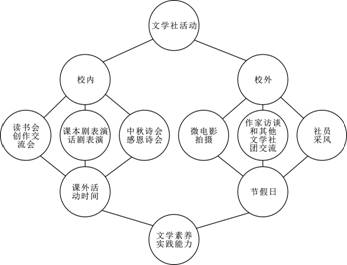 文学社活动
校内
校外
读书会
创作交
流会
课本剧表演
话剧表演
中秋诗会
感恩诗会
微电影
拍摄
作家访谈
和其他
文学社
团交流
社员
采风
课外活
动时间
节假日
文学素养
实践能力